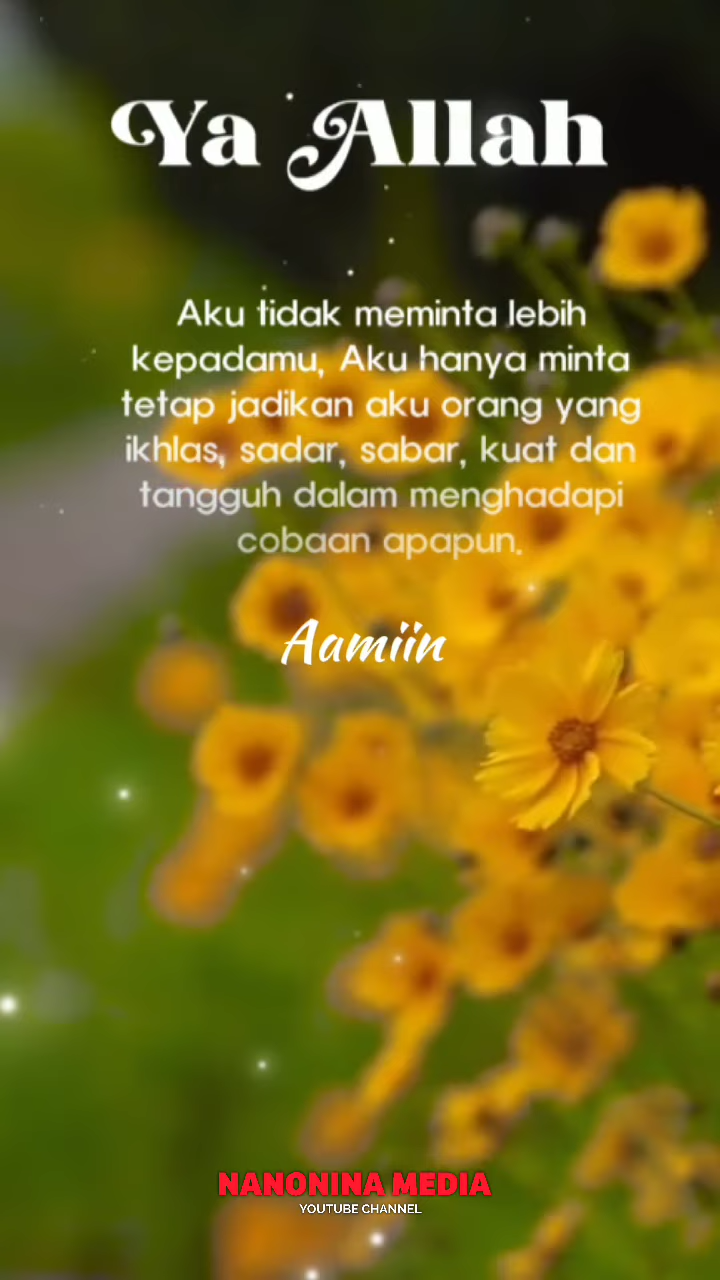 Ya Allah
Aku tidak meminta lebih
kepadamu, Aku hanya minta
tetap jadikan aku orang yang
ikhlas, sadar, sabar, kuat dan
tangguh dalam menghadapi
cobaan apapun.
Aamiin
NANONINA MEDIA
YOUTUBE CHANNEL